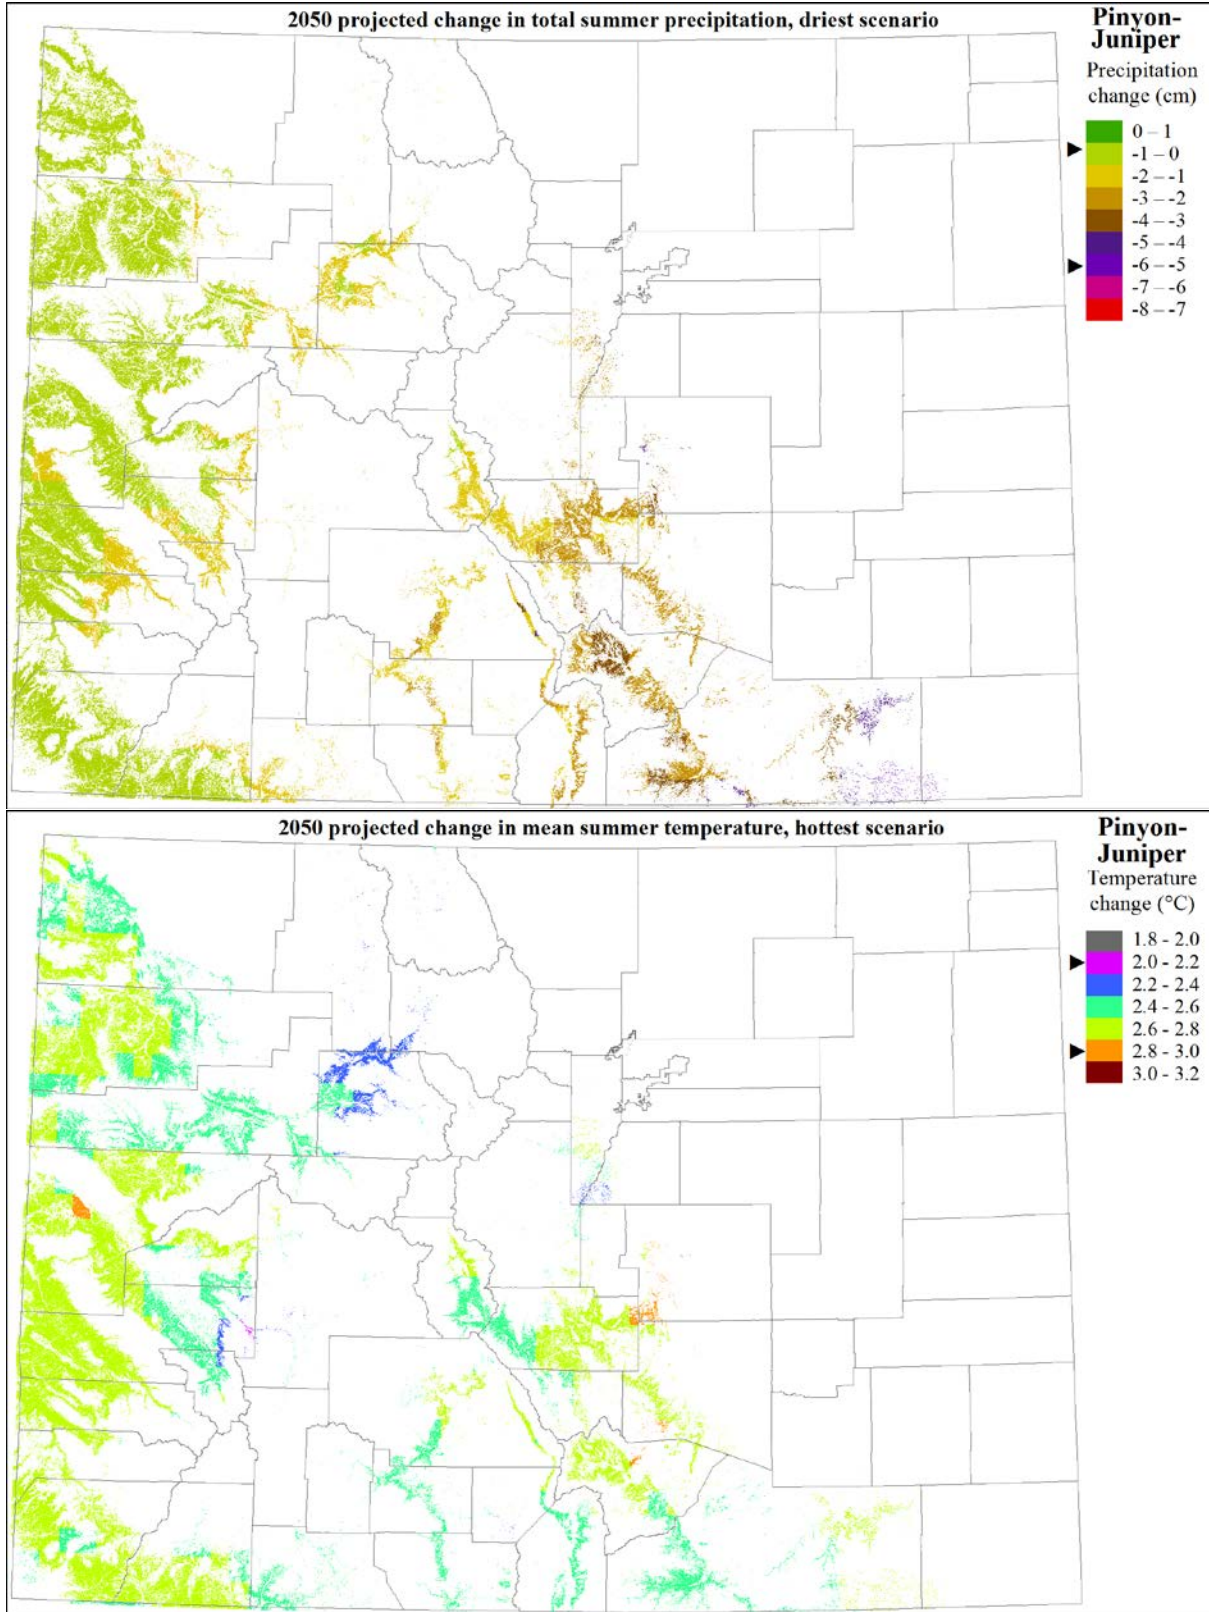 2050 projected change in total summer precipitation, driest scenario
Pinyon-
Juniper
Precipitation
change (cm)
0 – 1
-1 – 0
-2 – -1
-3 – -2
-4 – -3
-5 – -4
-6 – -5
-7 – -6
-8 – -7
2050 projected change in mean summer temperature, hottest scenario
Pinyon-
Juniper
Temperature
change (°C)
1.8 - 2.0
2.0 - 2.2
2.2 - 2.4
2.4 - 2.6
2.6 - 2.8
2.8 - 3.0
3.0 - 3.2